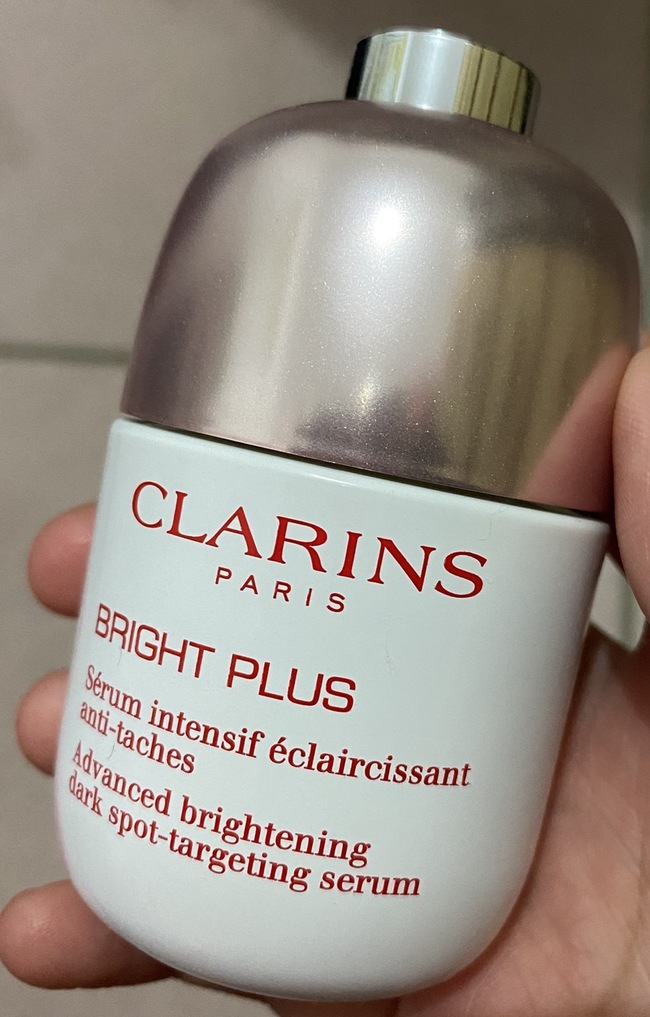 CLARINS
PARIS
BRIGHT PLUS
Sérum intensif éclaircissant
anti-taches
Advanced brightening
dark spot-targeting serum